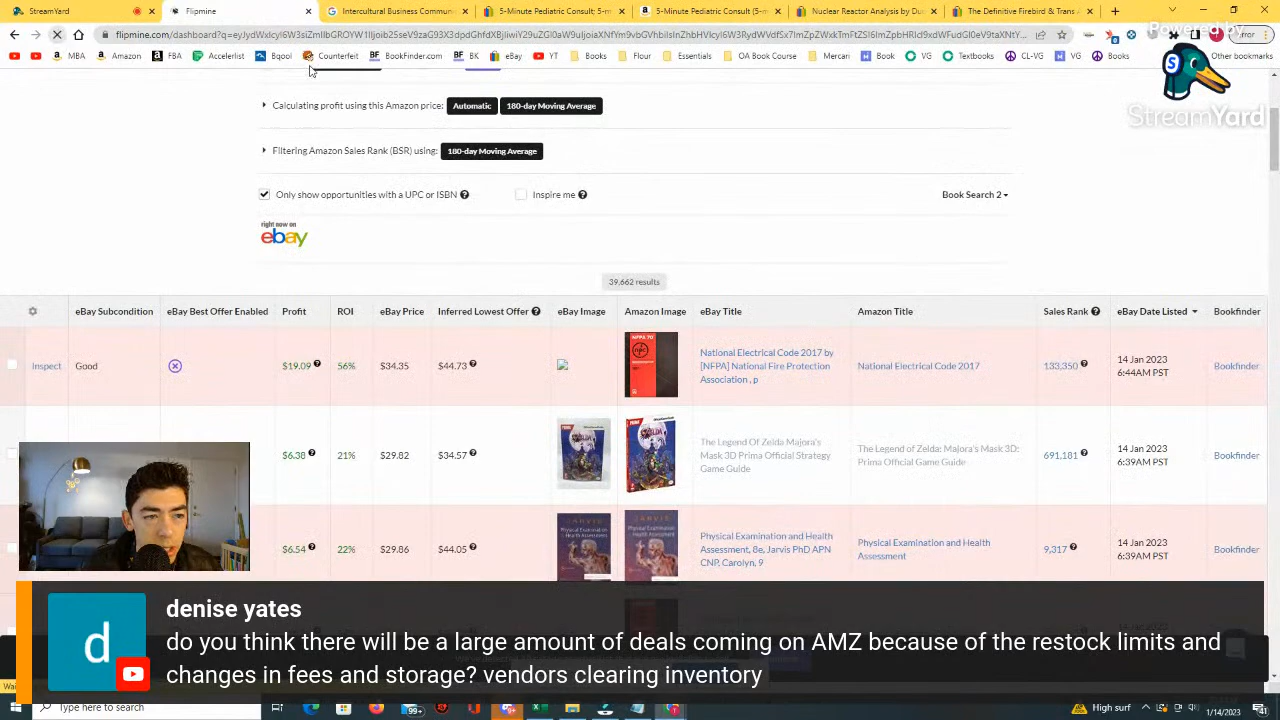 Flipmine
Intercultural Business Commun
5-Minute Pediatric Consult (5-m
5-Minute Pediatric Consult (5-M
Introduction to Radar Using Py
The Definitive Firebird & Trans-A
MBA
Amazon
FBA
Accelerlist
Bqool
Counterfeit
BookFinder.com
BK
eBay
YT
Flour
Essentials
OA Book Course
Mercari
Book
VG
Textbooks
CL-VG
VG
Books
Powered by
StreamYard
Calculating profit using this Amazon price: Automatic 180-day Moving Average
Filtering Amazon Sales Rank (BSR) using: 180-day Moving Average
Only show opportunities with a UPC or ISBN
Inspire me
Book Search 2
right now on
ebay
39,662 results
eBay Subcondition eBay Best Offer Enabled Profit ROI eBay Price Inferred Lowest Offer eBay Image Amazon Image eBay Title Amazon Title Sales Rank eBay Date Listed Bookfinder
Inspect Good $19.09 56% $34.35 $44.73
National Electrical Code 2017 by
[NFPA] National Fire Protection
Association , p
National Electrical Code 2017
133,350
14 Jan 2023
6:44AM PST
Bookfinder
$6.38 21% $29.82 $34.57
The Legend Of Zelda Majora's
Mask 3D Prima Official Strategy
Game Guide
The Legend of Zelda: Majora's Mask 3D:
Prima Official Game Guide
691,181
14 Jan 2023
6:39AM PST
Bookfinder
$6.54 22% $29.86 $44.05
Physical Examination and Health
Assessment, 8e, Jarvis PhD APN
CNP, Carolyn, 9
Physical Examination and Health
Assessment
9,317
14 Jan 2023
6:39AM PST
Bookfinder
d
denise yates
do you think there will be a large amount of deals coming on AMZ because of the restock limits and
changes in fees and storage? vendors clearing inventory
Type here to search
99+
High surf
1/14/2023
41